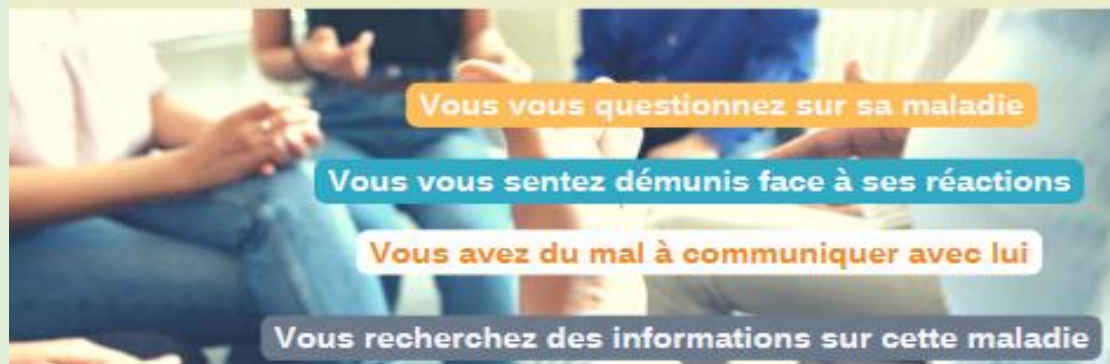 Vous vous questionnez sur sa maladie
Vous vous sentez démunis face à ses réactions
Vous avez du mal à communiquer avec lui
Vous recherchez des informations sur cette maladie